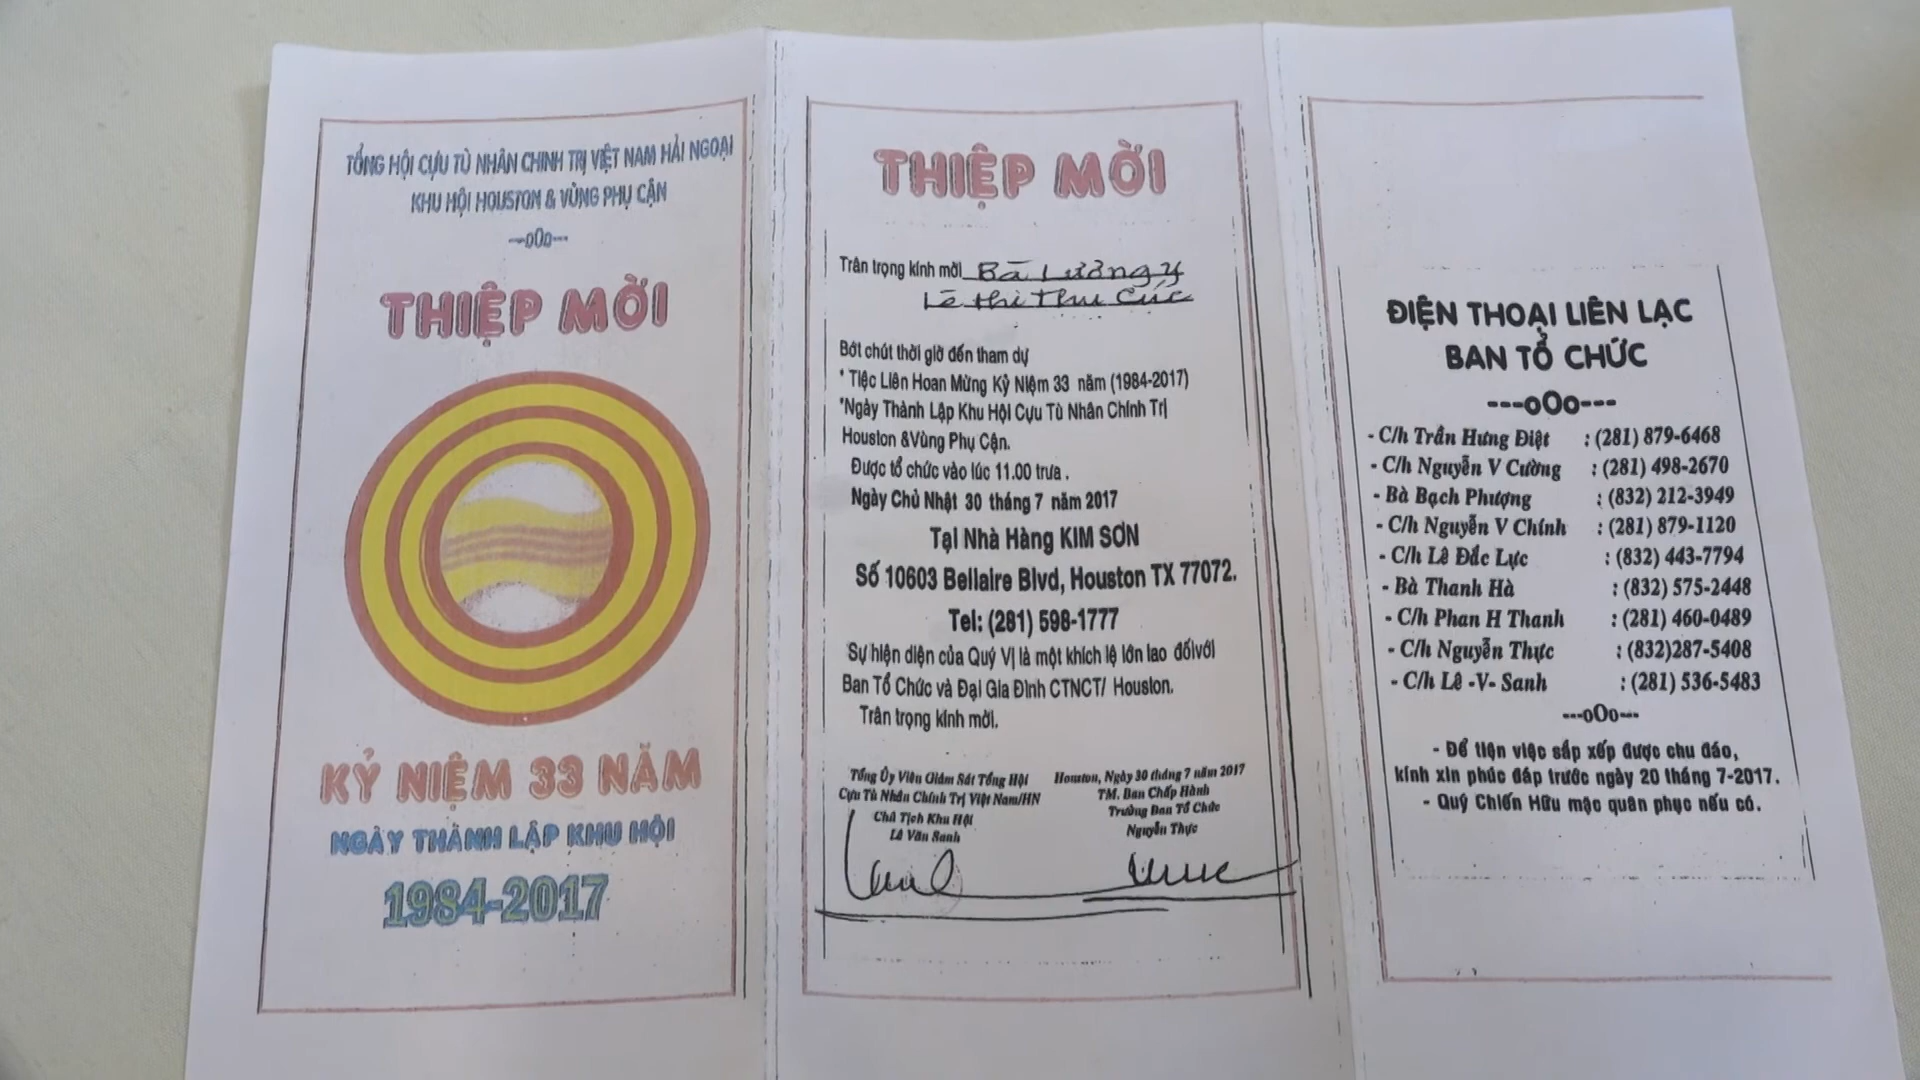 TỔNG HỘI CỰU TÙ NHÂN CHINH TRỊ VIỆT NAM HẢI NGOẠI
KHU HỘI HOUSTON & VÙNG PHỤ CẬN
---oOo---
THIỆP MỜI
KỶ NIỆM 33 NĂM
NGÀY THÀNH LẬP KHU HỘI
1984-2017
THIỆP MỜI
Trân trọng kính mời Bà Lương y
Lê thị thu Cúc
Bớt chút thời giờ đến tham dự
* Tiệc Liên Hoan Mừng Kỷ Niệm 33 năm (1984-2017)
*Ngày Thành Lập Khu Hội Cựu Tù Nhân Chính Trị
Houston &Vùng Phụ Cận.
Được tổ chức vào lúc 11.00 trưa .
Ngày Chủ Nhật 30 tháng 7 năm 2017
Tại Nhà Hàng KIM SƠN
Số 10603 Bellaire Blvd, Houston TX 77072.
Tel: (281) 598-1777
Sự hiện diện của Quý Vị là một khích lệ lớn lao đốivới
Ban Tổ Chức và Đại Gia Đình CTNCT/ Houston.
Trân trọng kính mời.
Tổng Ủy Viên Giám Sát Tổng Hội
Cựu Tù Nhân Chính Trị Việt Nam/HN
Chủ Tịch Khu Hội
Lê Văn Sanh
Houston, Ngày 30 tháng 7 năm 2017
TM. Ban Chấp Hành
Trưởng Ban Tổ Chức
Nguyễn Thực
ĐIỆN THOẠI LIÊN LẠC
BAN TỔ CHỨC
---oOo---
- C/h Trần Hưng Điệt : (281) 879-6468
- C/h Nguyễn V Cường : (281) 498-2670
- Bà Bạch Phượng : (832) 212-3949
- C/h Nguyễn V Chính : (281) 879-1120
- C/h Lê Đắc Lực : (832) 443-7794
- Bà Thanh Hà : (832) 575-2448
- C/h Phan H Thanh : (281) 460-0489
- C/h Nguyễn Thực : (832)287-5408
- C/h Lê -V- Sanh : (281) 536-5483
---oOo---
- Để tiện việc sắp xếp được chu đáo,
kính xin phúc đáp trước ngày 20 tháng 7-2017.
- Quý Chiến Hữu mặc quân phục nếu có.